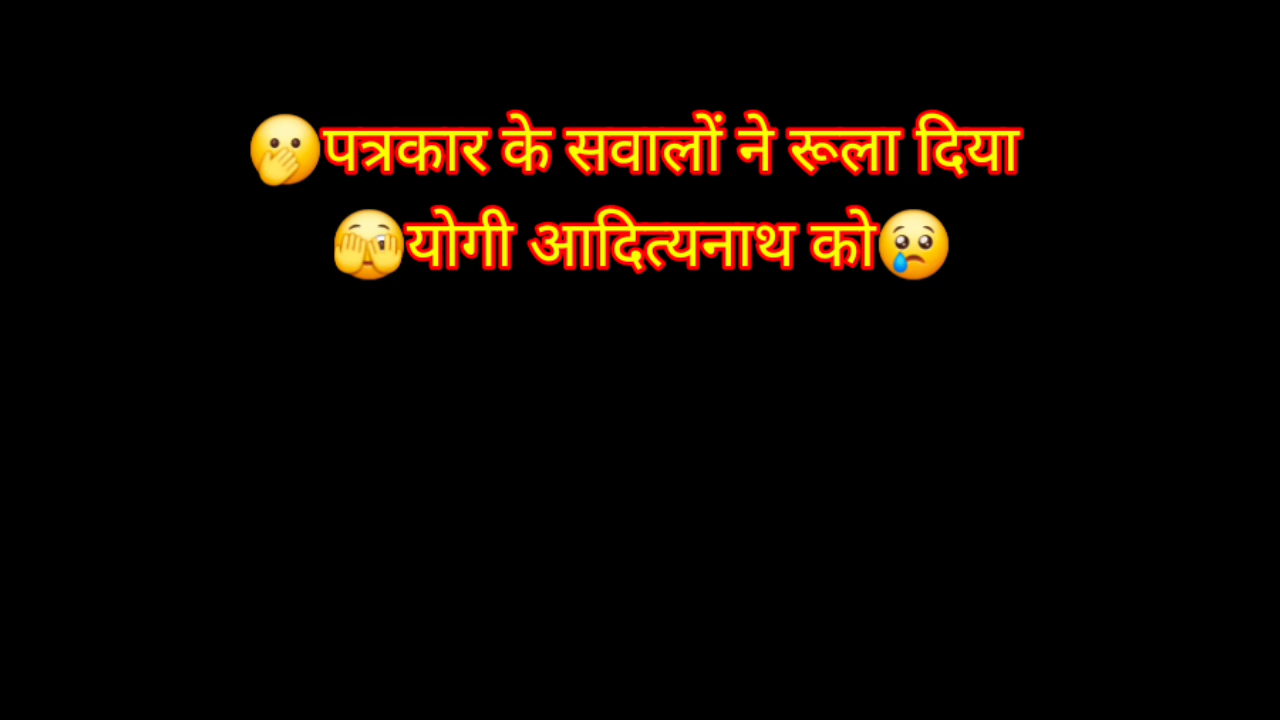 🫢पत्रकार के सवालों ने रूला दिया
🫣योगी आदित्यनाथ को🥹